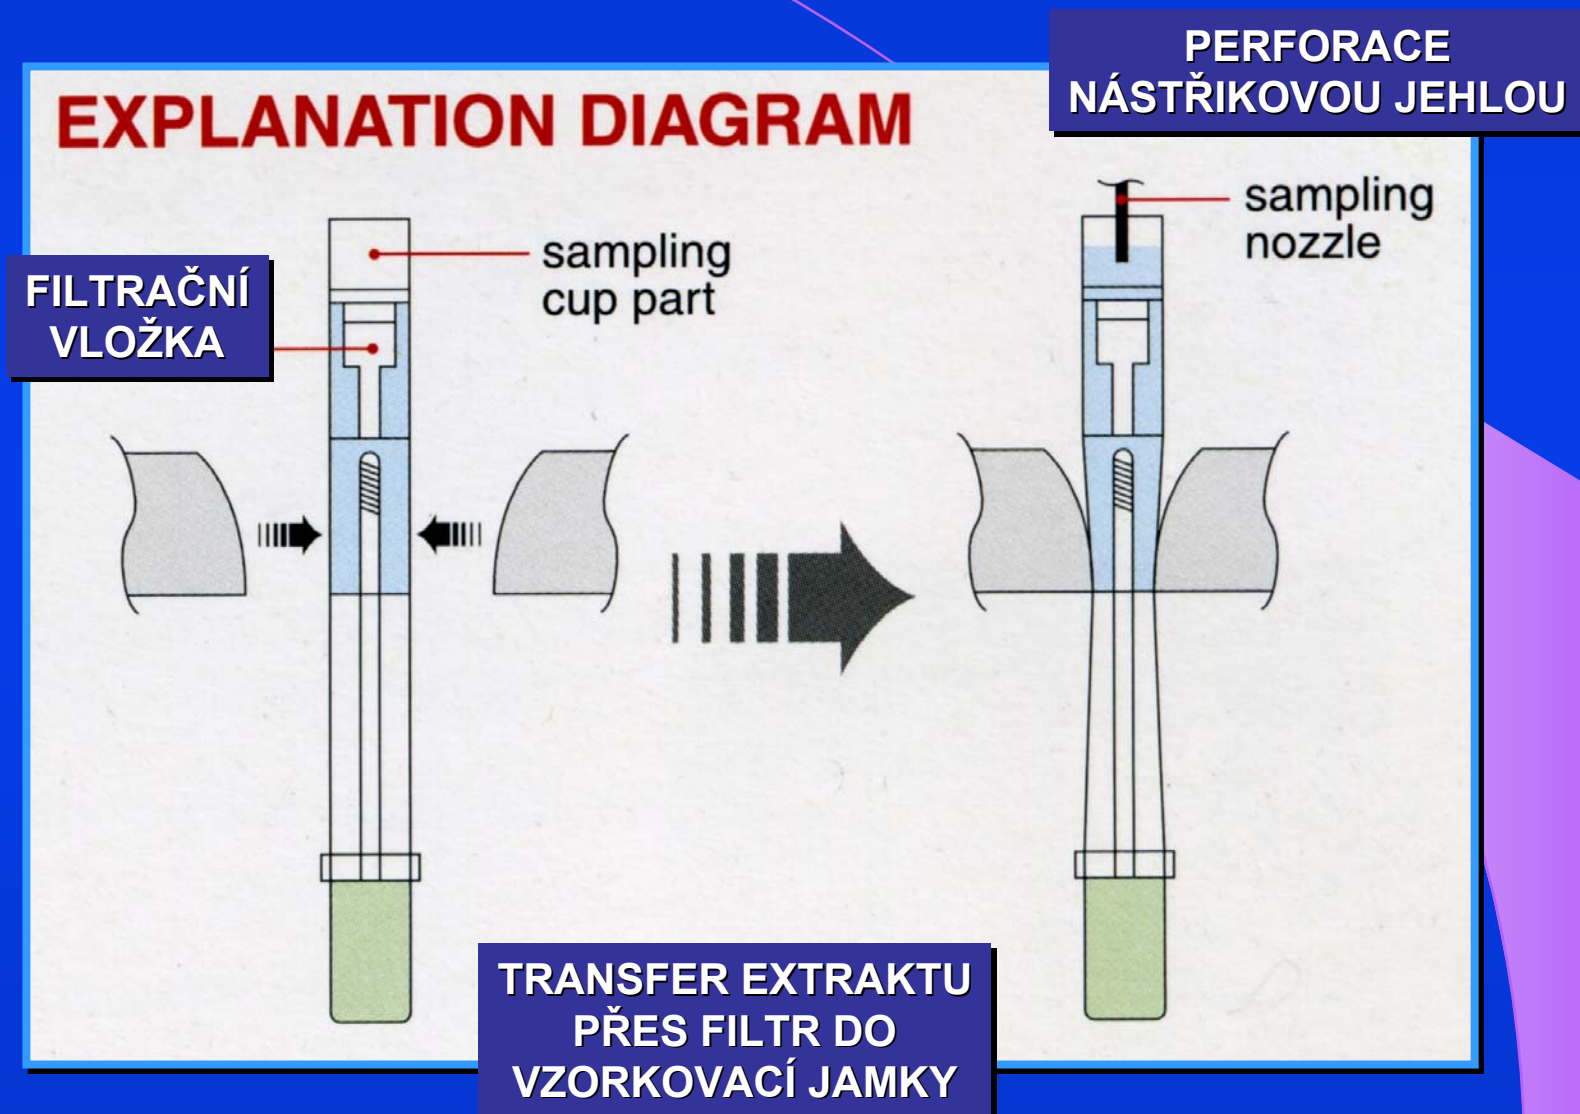 PERFORACE
NÁSTŘIKOVOU JEHLOU
EXPLANATION DIAGRAM
sampling
nozzle
sampling
cup part
FILTRAČNÍ
VLOŽKA
TRANSFER EXTRAKTU
PŘES FILTR DO
VZORKOVACÍ JAMKY